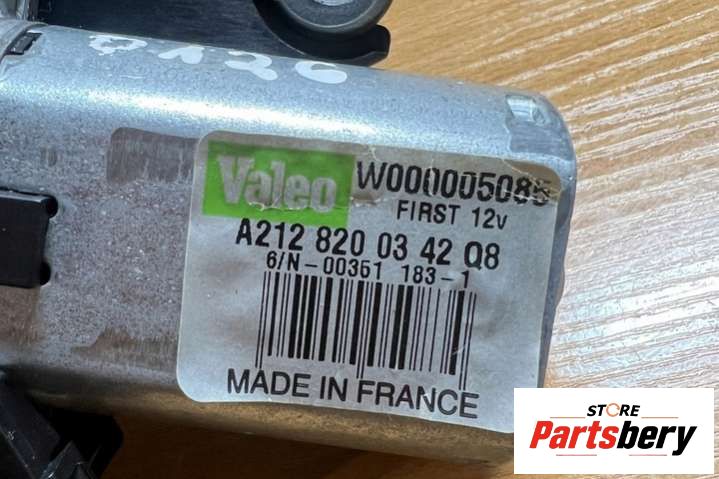 Valeo
W000005085
FIRST 12v
A212 820 03 42 Q8
6/N-00351 183-1
MADE IN FRANCE
STORE
Partsbery